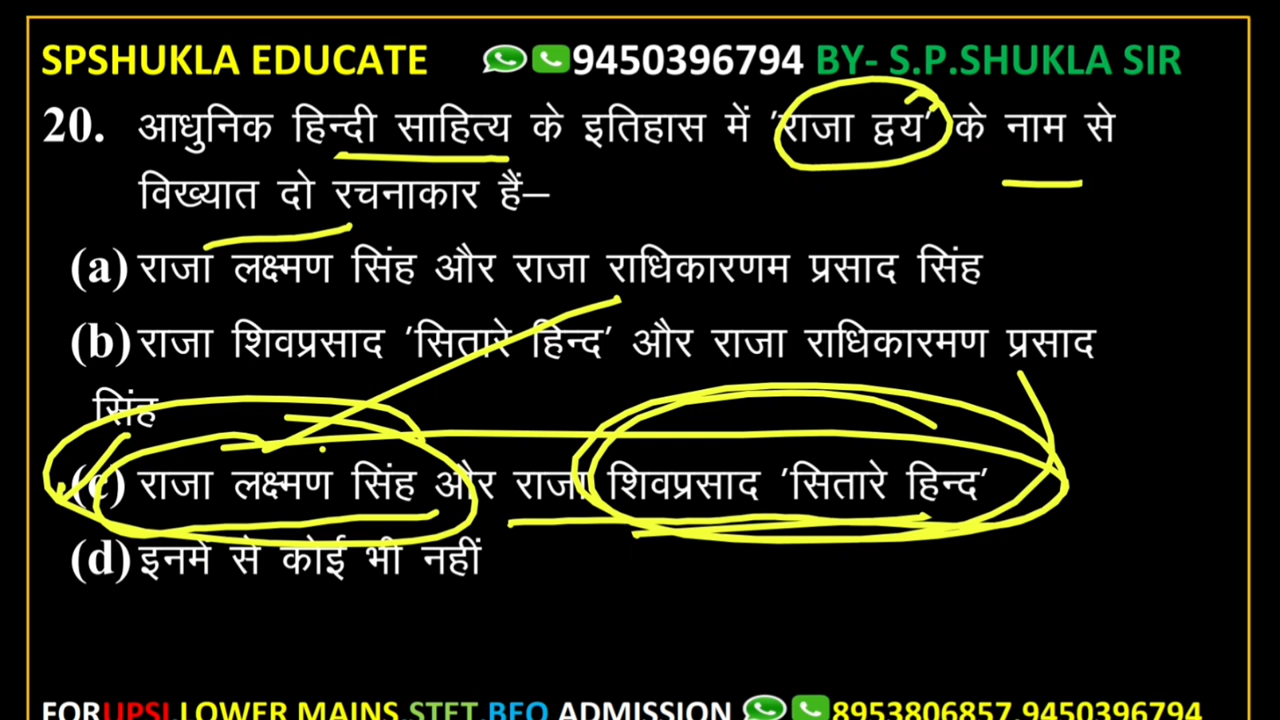 SPSHUKLA EDUCATE 9450396794 BY- S.P.SHUKLA SIR
20. आधुनिक हिन्दी साहित्य के इतिहास में 'राजा द्वय' के नाम से
विख्यात दो रचनाकार हैं–
(a) राजा लक्ष्मण सिंह और राजा राधिकारणम प्रसाद सिंह
(b) राजा शिवप्रसाद 'सितारे हिन्द' और राजा राधिकारमण प्रसाद
सिंह
(c) राजा लक्ष्मण सिंह और राजा शिवप्रसाद 'सितारे हिन्द'
(d) इनमे से कोई भी नहीं
FOR UPSI,LOWER MAINS,STET,BEO ADMISSION 8953806857,9450396794